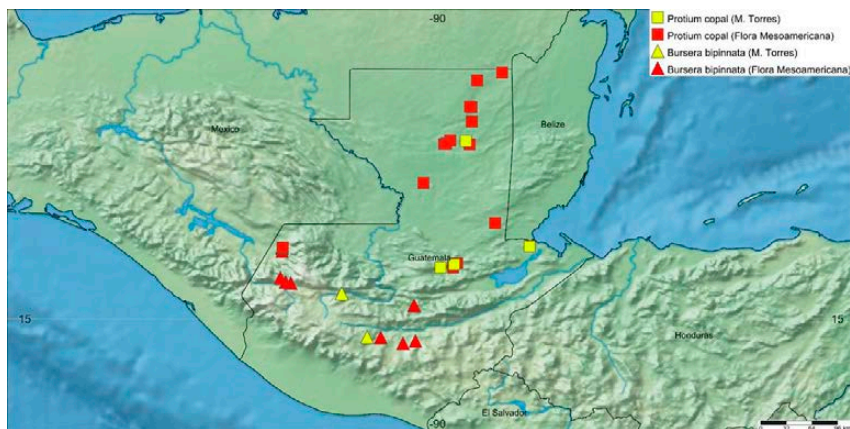 -90
Protium copal (M. Torres)
Protium copal (Flora Mesoamericana)
Bursera bipinnata (M. Torres)
Bursera bipinnata (Flora Mesoamericana)
Mexico
Belize
Guatemala
15
15
Honduras
El Salvador
-90
0